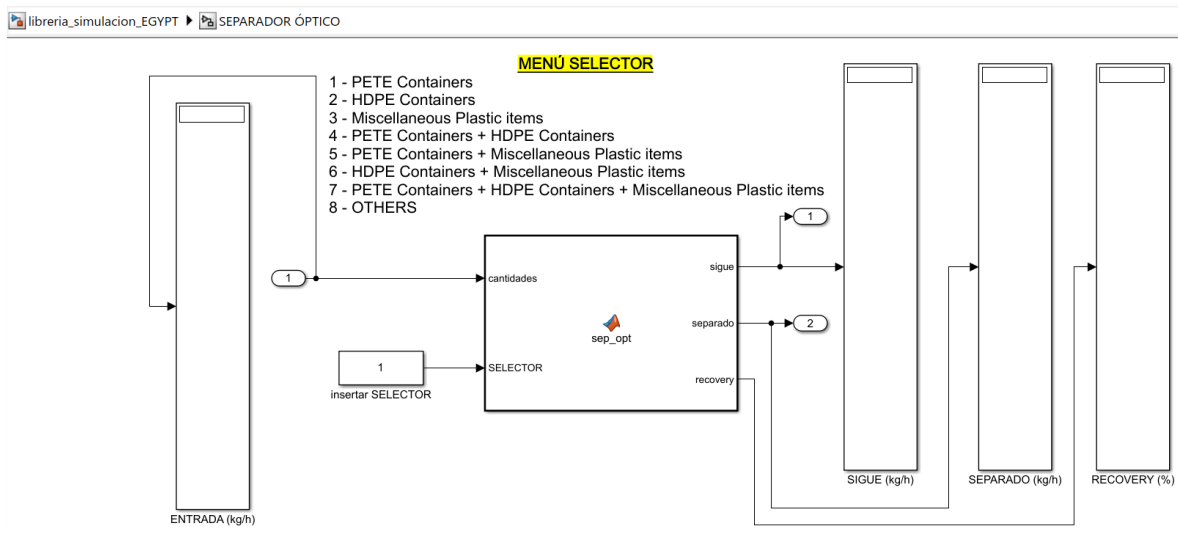 libreria_simulacion_EGYPT ▶ SEPARADOR ÓPTICO
MENÚ SELECTOR
1 - PETE Containers
2 - HDPE Containers
3 - Miscellaneous Plastic items
4 - PETE Containers + HDPE Containers
5 - PETE Containers + Miscellaneous Plastic items
6 - HDPE Containers + Miscellaneous Plastic items
7 - PETE Containers + HDPE Containers + Miscellaneous Plastic items
8 - OTHERS
1
cantidades
SELECTOR
sep_opt
sigue
separado
recovery
1
2
1
insertar SELECTOR
ENTRADA (kg/h)
SIGUE (kg/h)
SEPARADO (kg/h)
RECOVERY (%)